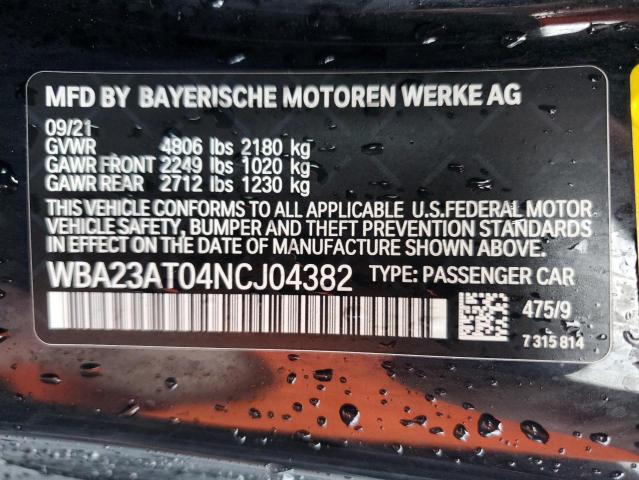 MFD BY BAYERISCHE MOTOREN WERKE AG
09/21
GVWR 4806 lbs 2180 kg
GAWR FRONT 2249 lbs 1020 kg
GAWR REAR 2712 lbs 1230 kg
THIS VEHICLE CONFORMS TO ALL APPLICABLE U.S.FEDERAL MOTOR
VEHICLE SAFETY, BUMPER AND THEFT PREVENTION STANDARDS
IN EFFECT ON THE DATE OF MANUFACTURE SHOWN ABOVE.
WBA23AT04NCJ04382 TYPE: PASSENGER CAR
475/9
7 315 814